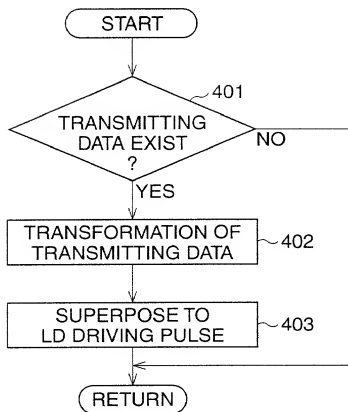 START
401
TRANSMITTING
DATA EXIST
?
NO
YES
TRANSFORMATION OF
TRANSMITTING DATA
402
SUPERPOSE TO
LD DRIVING PULSE
403
RETURN